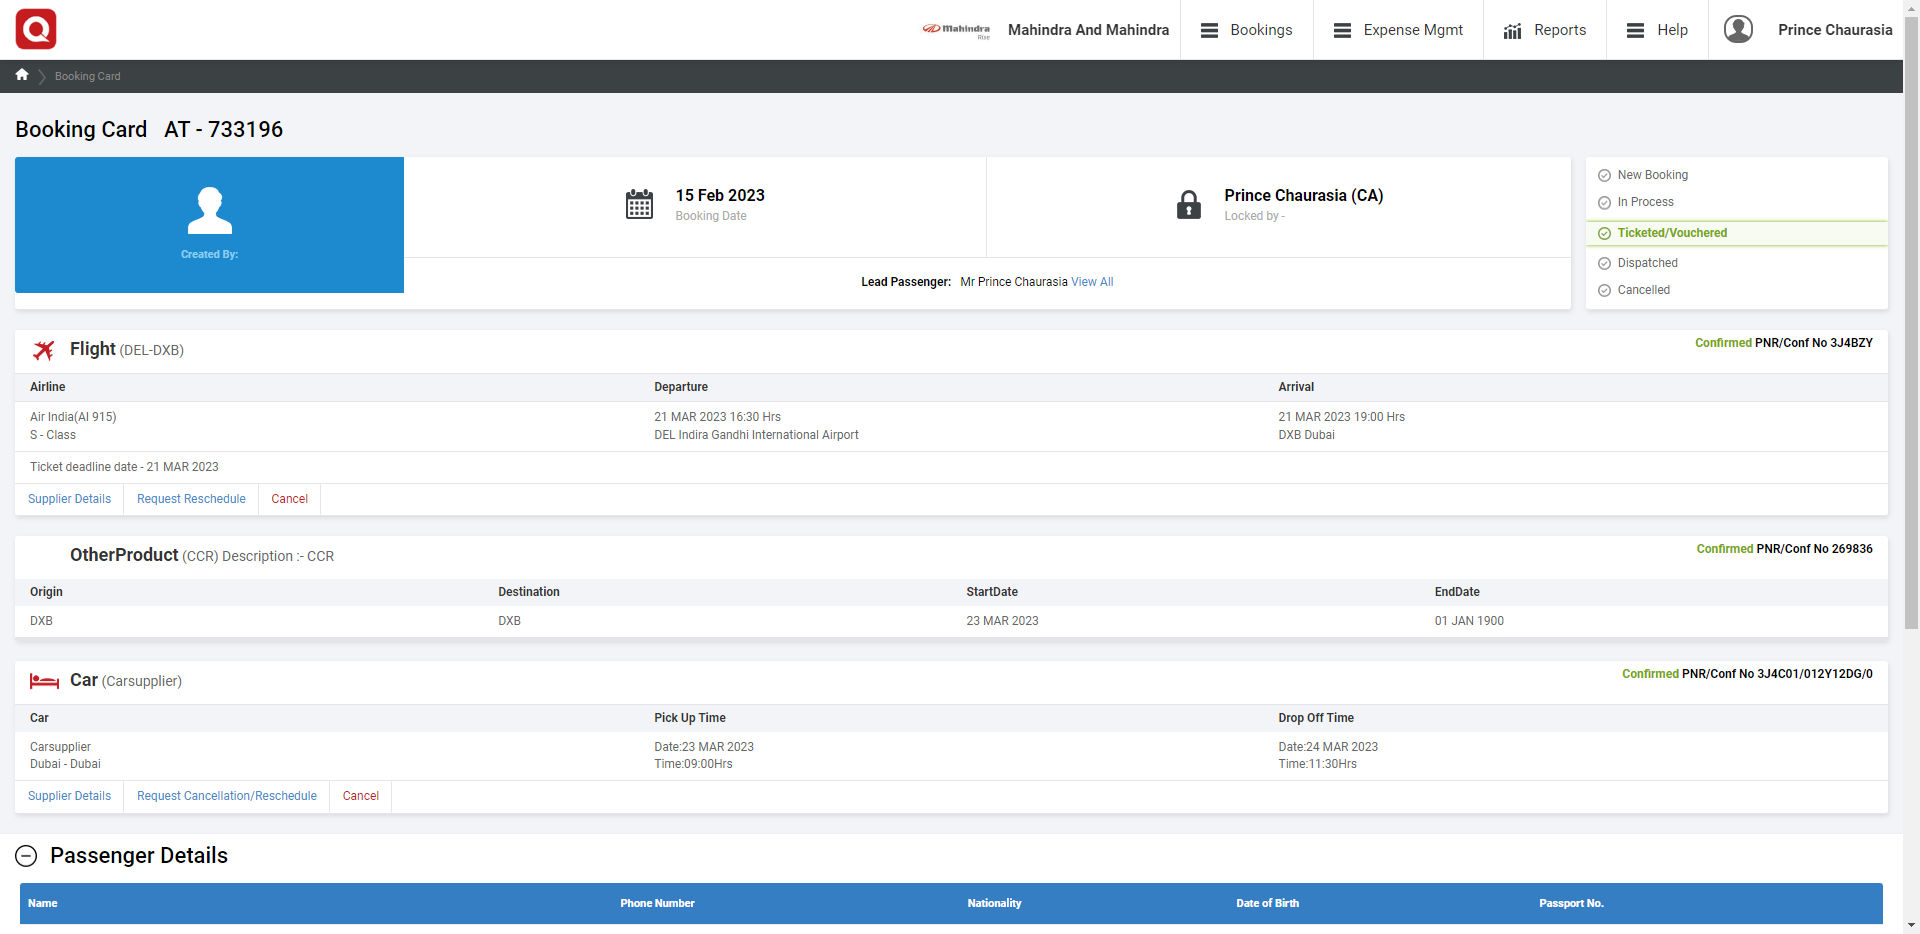 Q
Mahindra
Rise
Mahindra And Mahindra
Bookings
Expense Mgmt
Reports
Help
Prince Chaurasia
Booking Card
Booking Card AT - 733196
Created By:
15 Feb 2023
Booking Date
Prince Chaurasia (CA)
Locked by -
Lead Passenger: Mr Prince Chaurasia View All
New Booking
In Process
Ticketed/Vouchered
Dispatched
Cancelled
Flight (DEL-DXB)
Confirmed PNR/Conf No 3J4BZY
Airline Departure Arrival
Air India(AI 915) 21 MAR 2023 16:30 Hrs 21 MAR 2023 19:00 Hrs
S - Class DEL Indira Gandhi International Airport DXB Dubai
Ticket deadline date - 21 MAR 2023
Supplier Details Request Reschedule Cancel
OtherProduct (CCR) Description :- CCR
Confirmed PNR/Conf No 269836
Origin Destination StartDate EndDate
DXB DXB 23 MAR 2023 01 JAN 1900
Car (Carsupplier)
Confirmed PNR/Conf No 3J4C01/012Y12DG/0
Car Pick Up Time Drop Off Time
Carsupplier Date:23 MAR 2023 Date:24 MAR 2023
Dubai - Dubai Time:09:00Hrs Time:11:30Hrs
Supplier Details Request Cancellation/Reschedule Cancel
Passenger Details
Name Phone Number Nationality Date of Birth Passport No.